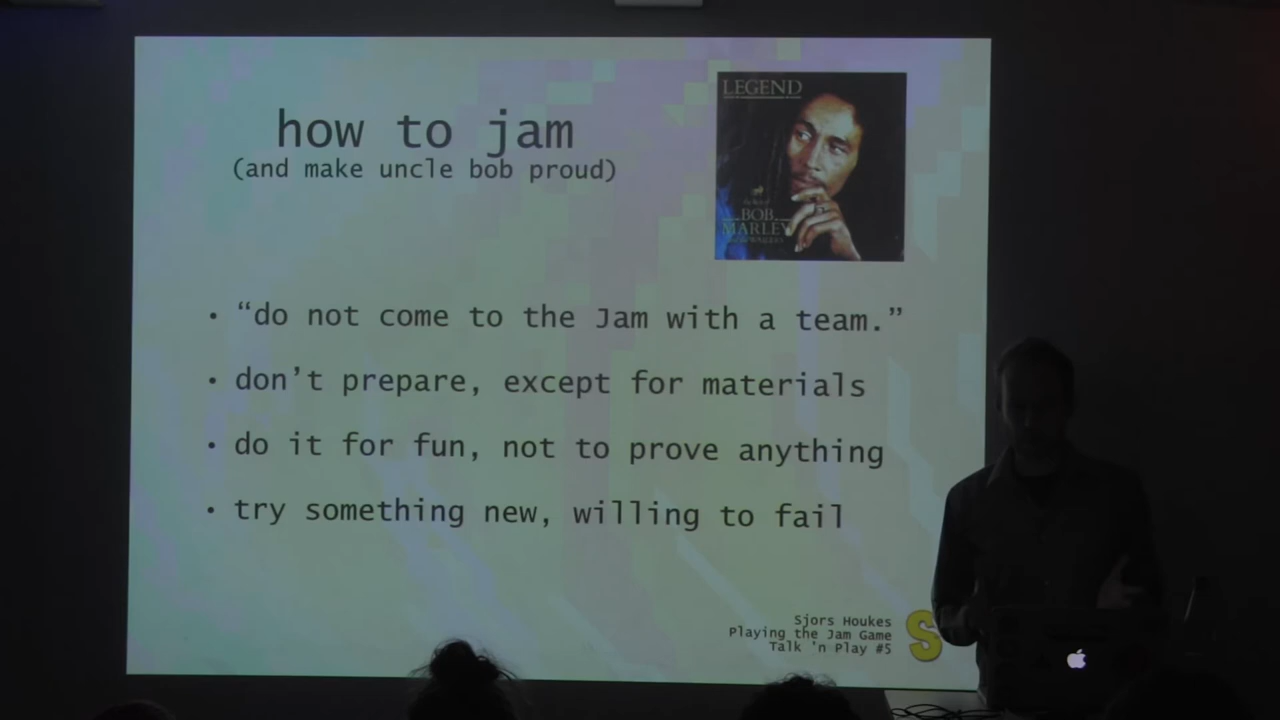 how to jam
(and make uncle bob proud)
LEGEND
BOB
MARLEY
• “do not come to the Jam with a team.”
• don’t prepare, except for materials
• do it for fun, not to prove anything
• try something new, willing to fail
Sjors Houkes
Playing the Jam Game
Talk 'n Play #5
S